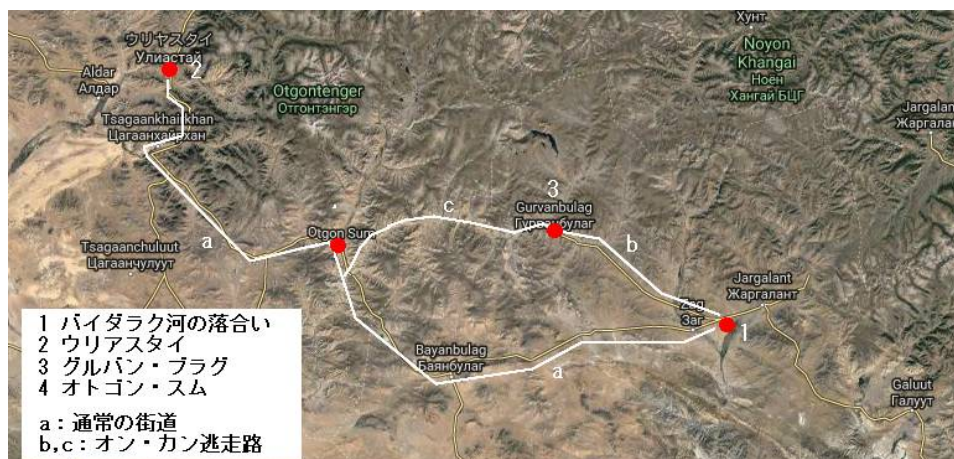 ウリヤスタイ
Улиастай
2
Aldar
Алдар
Otgontenger
Отгонтэнгэр
Хунт
Noyon
Khangai
Ноён
Хангай БЦГ
Jargalant
Жаргалант
Tsagaankhairkhan
Цагаанхайрхан
3
Gurvanbulag
Гурванбулаг
c
b
Otgon Sum
a
Tsagaanchuluut
Цагаанчулуут
Jargalant
Жаргалант
Zag
Заг
1
Bayanbulag
Баянбулаг
a
Galuut
Галуут
1 バイダラク河の落合い
2 ウリアスタイ
3 グルバン・ブラグ
4 オトゴン・スム
a：通常の街道
b,c：オン・カン逃走路